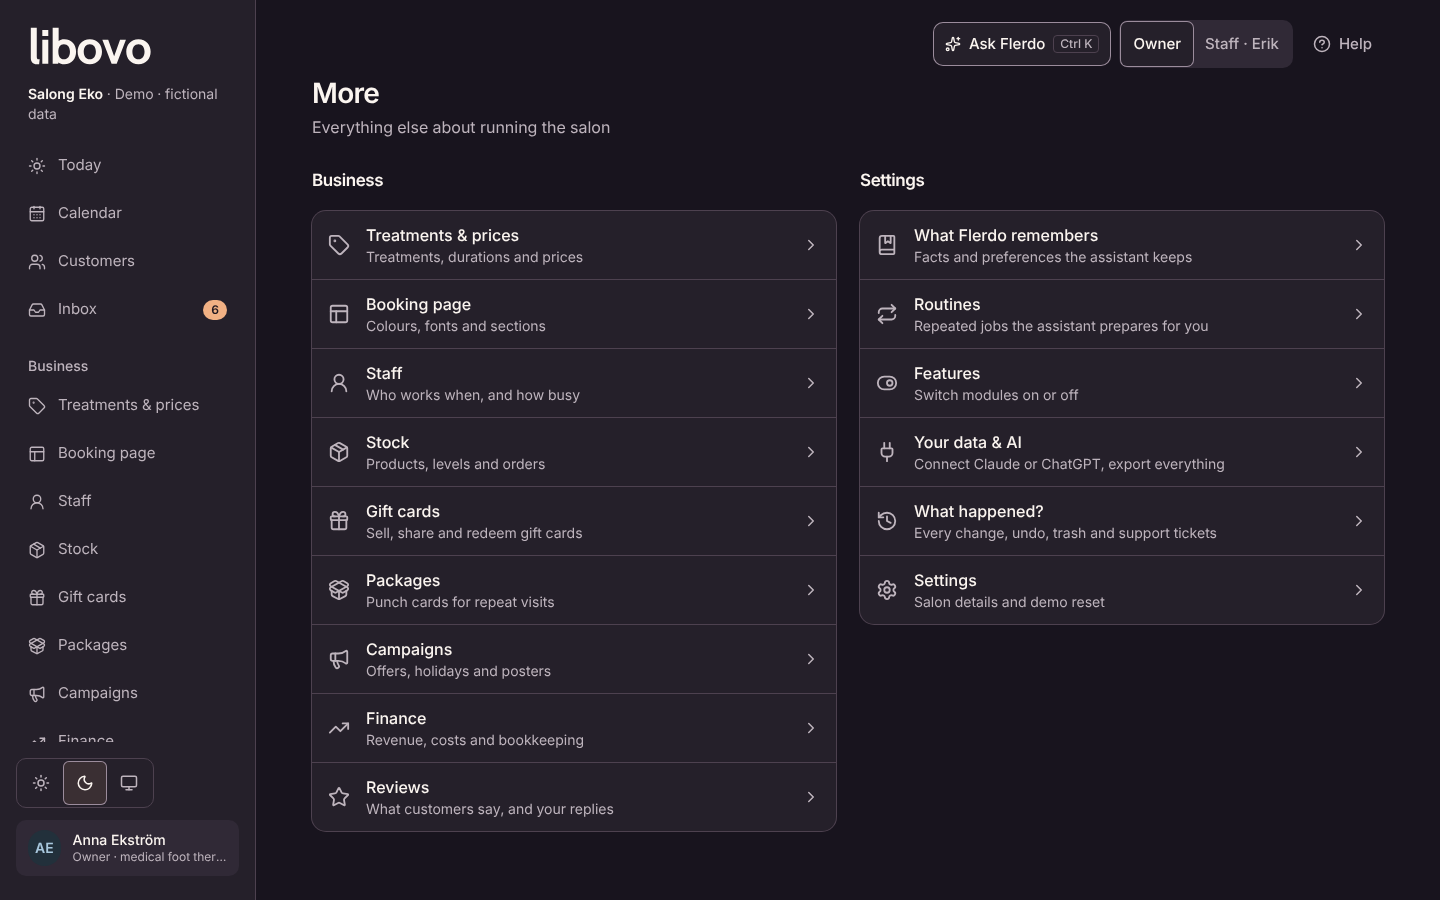 libovo
Salong Eko · Demo · fictional
data
Today
Calendar
Customers
Inbox 6
Business
Treatments & prices
Booking page
Staff
Stock
Gift cards
Packages
Campaigns
Finance
AE Anna Ekström
Owner · medical foot ther...
Ask Flerdo Ctrl K
Owner Staff · Erik
Help
More
Everything else about running the salon
Business
Treatments & prices
Treatments, durations and prices
Booking page
Colours, fonts and sections
Staff
Who works when, and how busy
Stock
Products, levels and orders
Gift cards
Sell, share and redeem gift cards
Packages
Punch cards for repeat visits
Campaigns
Offers, holidays and posters
Finance
Revenue, costs and bookkeeping
Reviews
What customers say, and your replies
Settings
What Flerdo remembers
Facts and preferences the assistant keeps
Routines
Repeated jobs the assistant prepares for you
Features
Switch modules on or off
Your data & AI
Connect Claude or ChatGPT, export everything
What happened?
Every change, undo, trash and support tickets
Settings
Salon details and demo reset